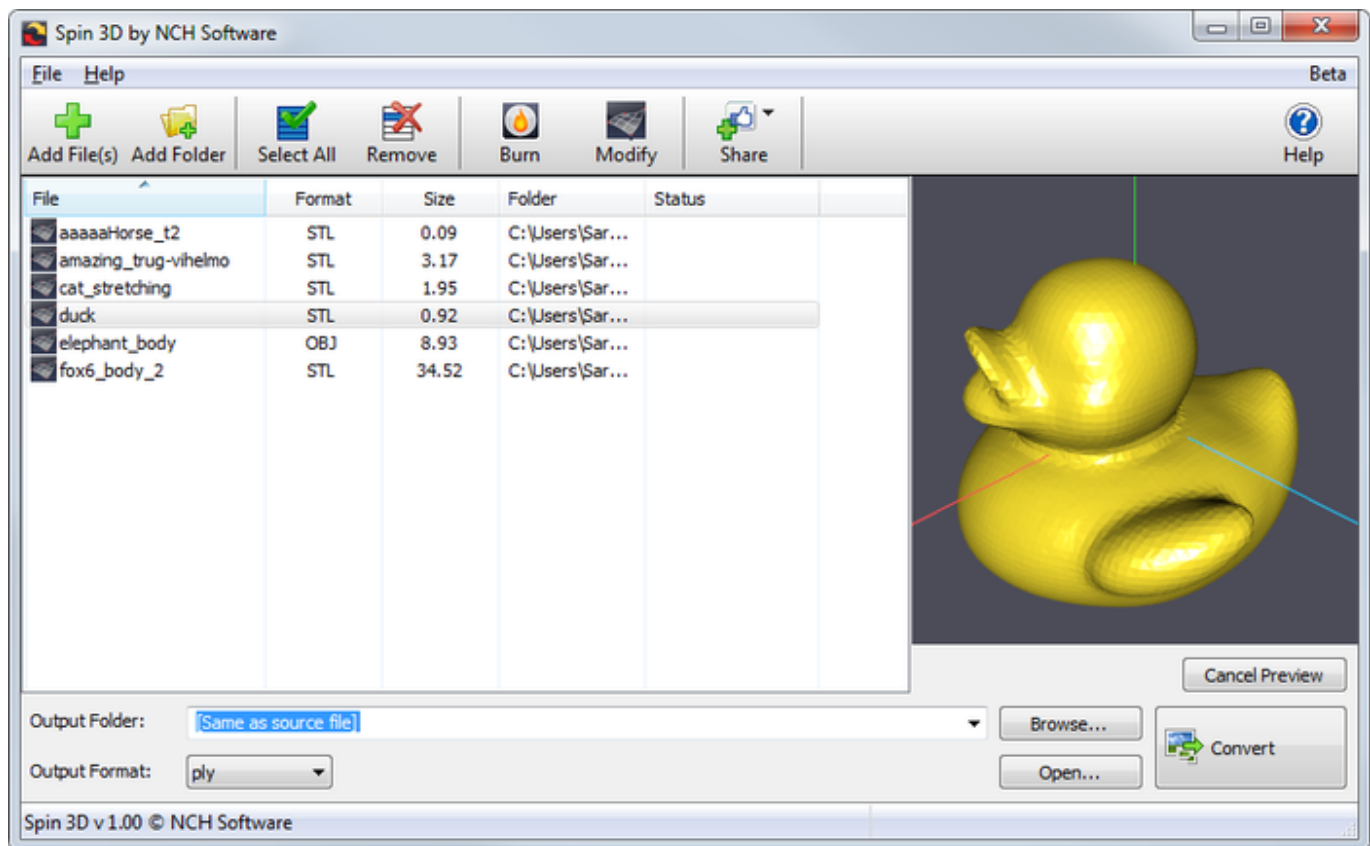 Spin 3D by NCH Software
File Help Beta
Add File(s) Add Folder Select All Remove Burn Modify Share Help
File Format Size Folder Status
aaaaaHorse_t2 STL 0.09 C:\Users\Sar...
amazing_trug-vihelmo STL 3.17 C:\Users\Sar...
cat_stretching STL 1.95 C:\Users\Sar...
duck STL 0.92 C:\Users\Sar...
elephant_body OBJ 8.93 C:\Users\Sar...
fox6_body_2 STL 34.52 C:\Users\Sar...
Cancel Preview
Output Folder: [Same as source file] Browse...
Convert
Output Format: ply Open...
Spin 3D v 1.00 © NCH Software